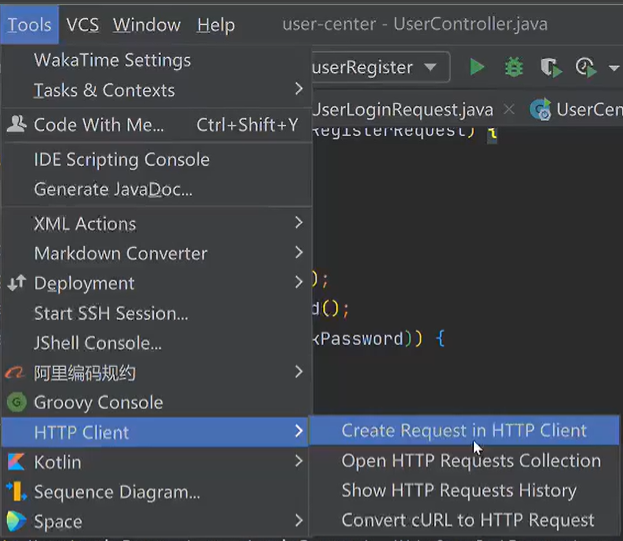 Tools VCS Window Help user-center - UserController.java
WakaTime Settings
userRegister
Tasks & Contexts
UserLoginRequest.java UserCen
Code With Me... Ctrl+Shift+Y
RegisterRequest) {
IDE Scripting Console
Generate JavaDoc...
XML Actions
Markdown Converter
Deployment
);
Start SSH Session...
d();
JShell Console...
kPassword)) {
阿里编码规约
Groovy Console
HTTP Client
Create Request in HTTP Client
Kotlin
Open HTTP Requests Collection
Sequence Diagram...
Show HTTP Requests History
Space
Convert cURL to HTTP Request